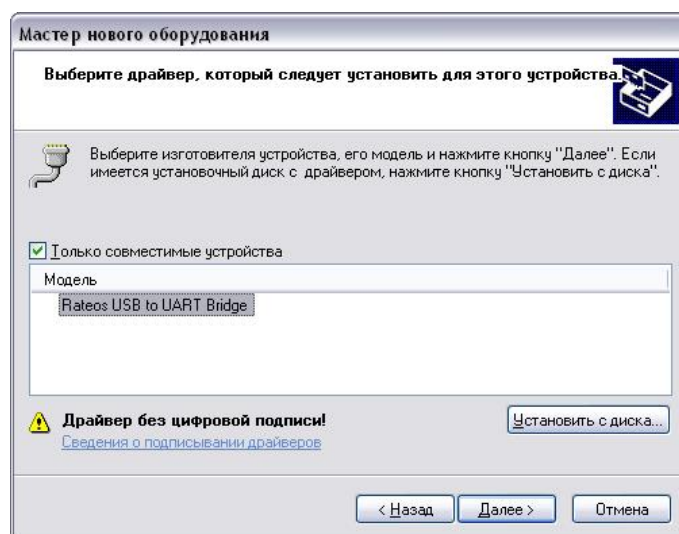 Мастер нового оборудования
Выберите драйвер, который следует установить для этого устройства.
Выберите изготовителя устройства, его модель и нажмите кнопку "Далее". Если
имеется установочный диск с драйвером, нажмите кнопку "Установить с диска".
Только совместимые устройства
Модель
Rateos USB to UART Bridge
Драйвер без цифровой подписи!
Установить с диска...
Сведения о подписывании драйверов
< Назад
Далее >
Отмена